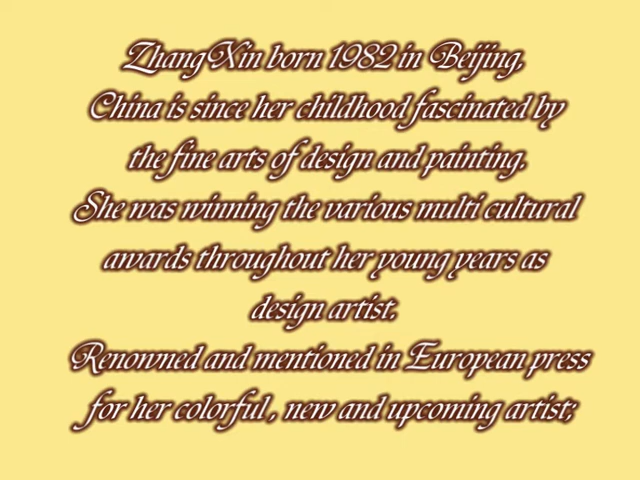 Zhang Xin born 1982 in Beijing,
China is since her childhood fascinated by
the fine arts of design and painting.
She was winning the various multi cultural
awards throughout her young years as
design artist.
Renowned and mentioned in European press
for her colorful , new and upcoming artist;